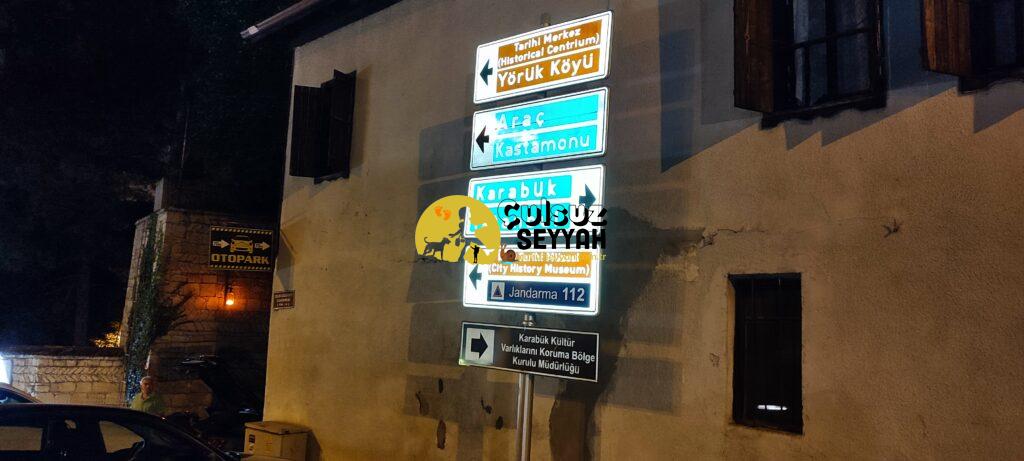 Tarihi Merkez
(Historical Centrium)
Yörük Köyü
Araç
Kastamonu
Karabük
Çulsuz
SEYYAH
(City History Museum)
Jandarma 112
Karabük Kültür
Varlıklarını Koruma Bölge
Kurulu Müdürlüğü
OTOPARK